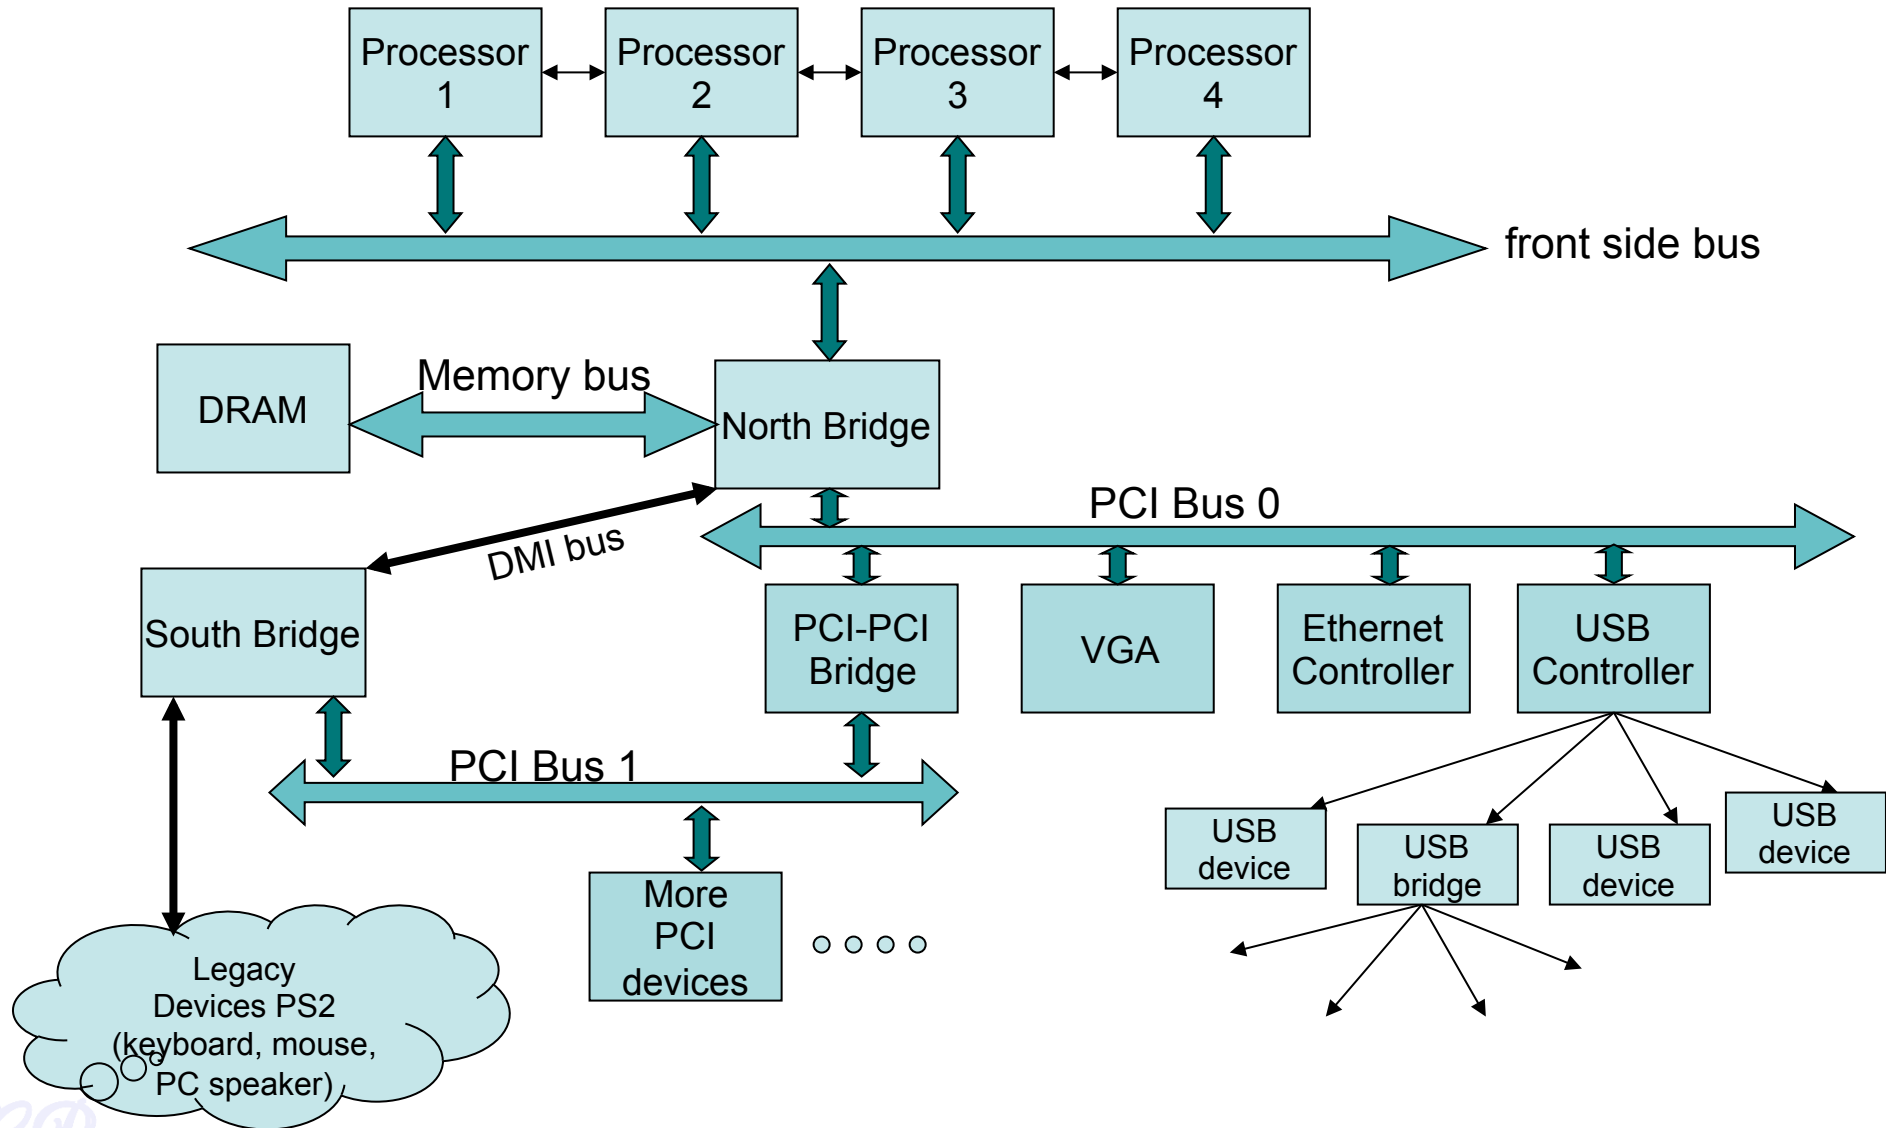 Processor
1
Processor
2
Processor
3
Processor
4
front side bus
DRAM
Memory bus
North Bridge
PCI Bus 0
DMI bus
South Bridge
PCI-PCI
Bridge
VGA
Ethernet
Controller
USB
Controller
PCI Bus 1
USB
device
USB
bridge
USB
device
USB
device
More
PCI
devices
Legacy
Devices PS2
(keyboard, mouse,
PC speaker)